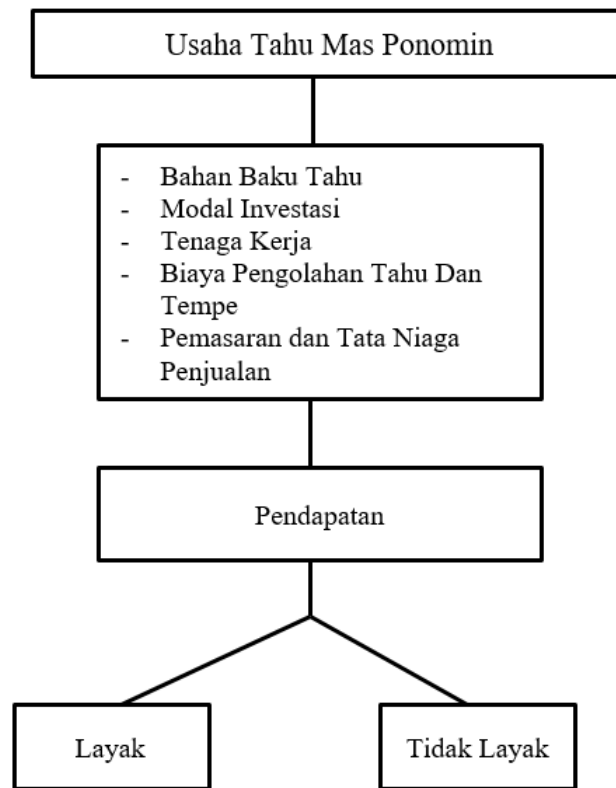 Usaha Tahu Mas Ponomin
- Bahan Baku Tahu
- Modal Investasi
- Tenaga Kerja
- Biaya Pengolahan Tahu Dan
Tempe
- Pemasaran dan Tata Niaga
Penjualan
Pendapatan
Layak
Tidak Layak